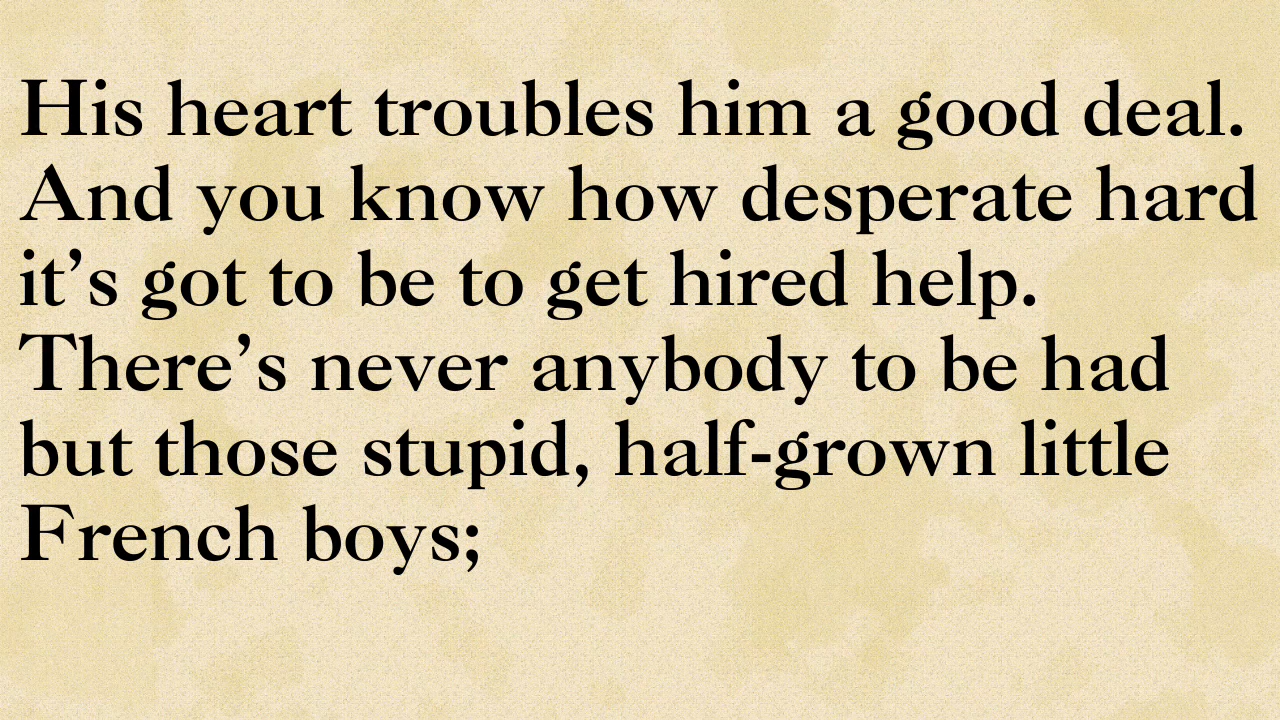 His heart troubles him a good deal.
And you know how desperate hard
it’s got to be to get hired help.
There’s never anybody to be had
but those stupid, half-grown little
French boys;